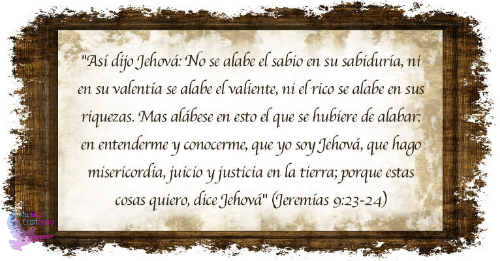 "Así dijo Jehová: No se alabe el sabio en su sabiduría, ni
en su valentía se alabe el valiente, ni el rico se alabe en sus
riquezas. Mas alábese en esto el que se hubiere de alabar:
en entenderme y conocerme, que yo soy Jehová, que hago
misericordia, juicio y justicia en la tierra; porque estas
cosas quiero, dice Jehová" (Jeremías 9:23-24)